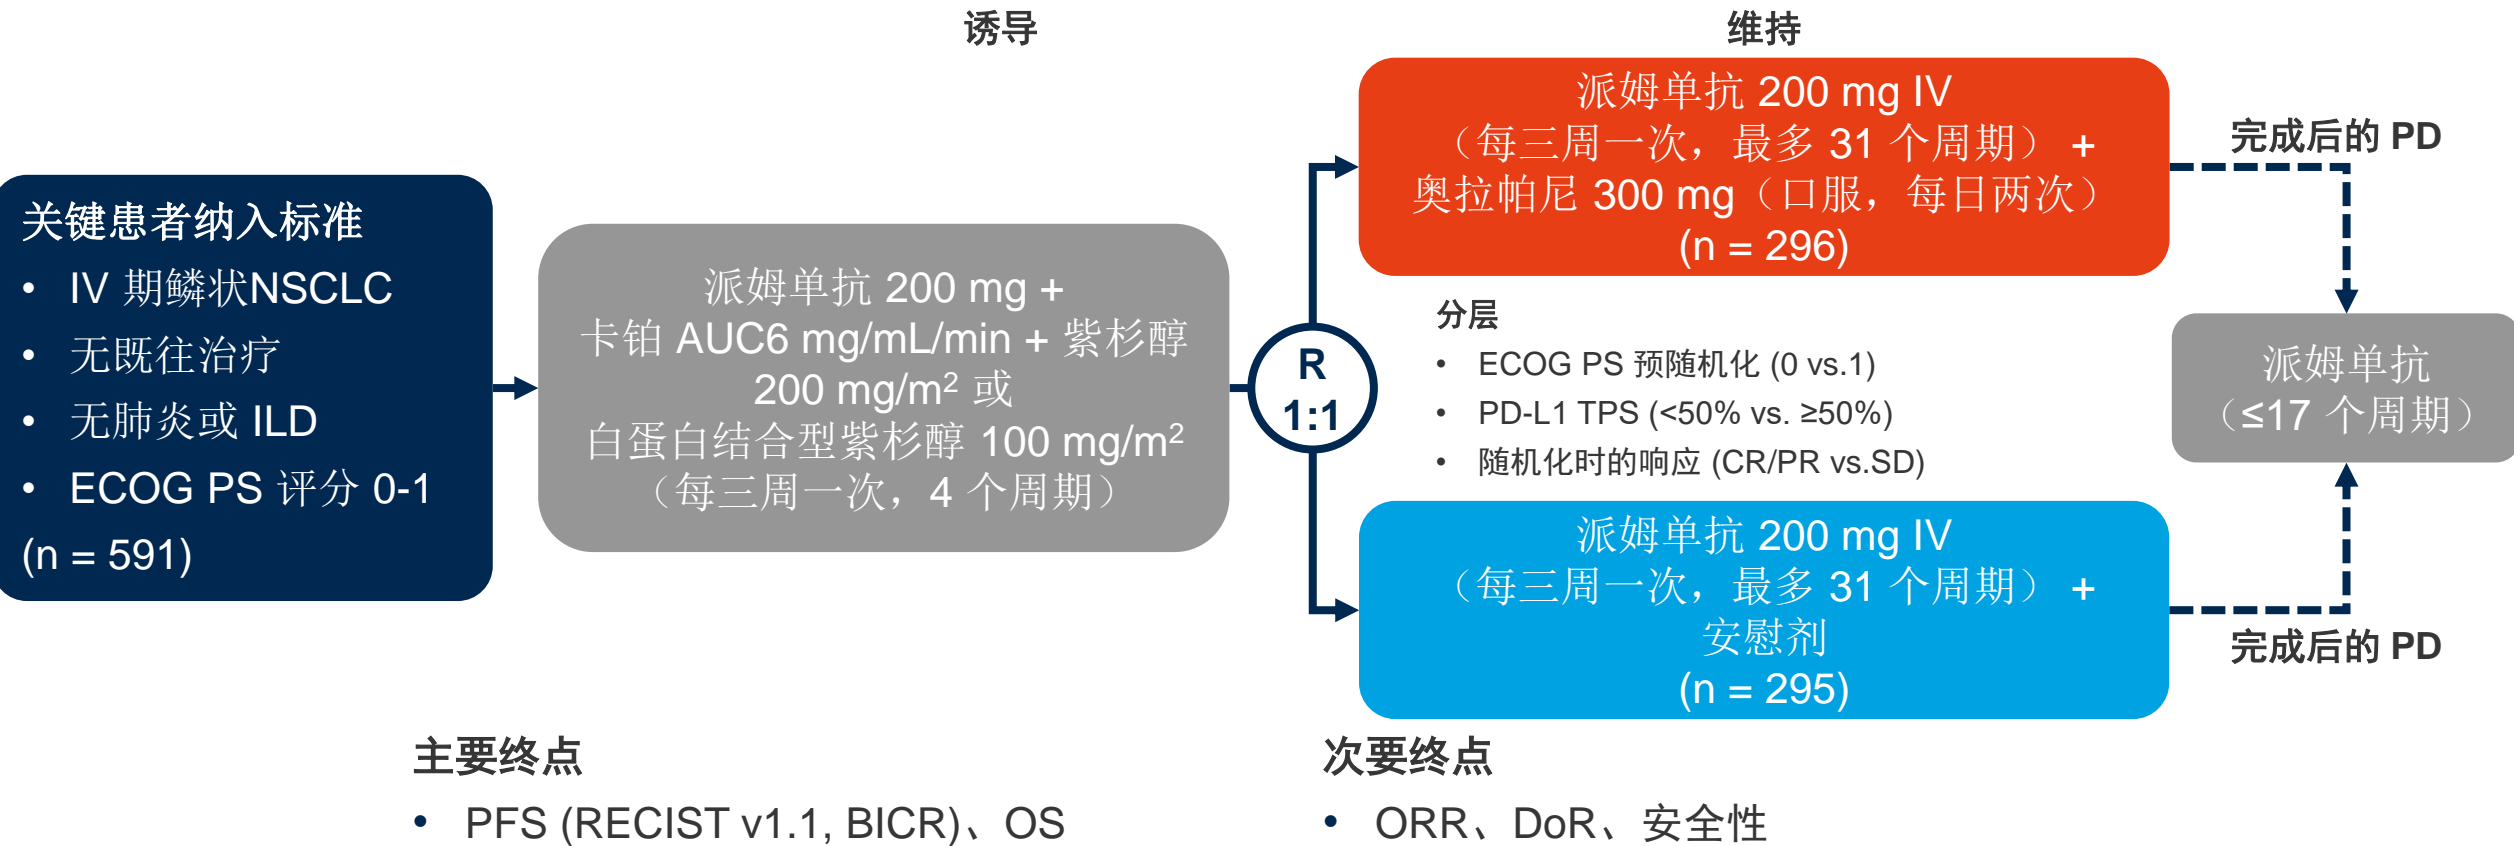 诱导
维持
关键患者纳入标准
• IV 期鳞状NSCLC
• 无既往治疗
• 无肺炎或 ILD
• ECOG PS 评分 0-1
(n = 591)
派姆单抗 200 mg +
卡铂 AUC6 mg/mL/min + 紫杉醇
200 mg/m² 或
白蛋白结合型紫杉醇 100 mg/m²
（每三周一次，4 个周期）
R
1:1
派姆单抗 200 mg IV
（每三周一次，最多 31 个周期） +
奥拉帕尼 300 mg（口服，每日两次）
(n = 296)
分层
• ECOG PS 预随机化 (0 vs.1)
• PD-L1 TPS (<50% vs. ≥50%)
• 随机化时的响应 (CR/PR vs.SD)
派姆单抗 200 mg IV
（每三周一次，最多 31 个周期） +
安慰剂
(n = 295)
完成后的 PD
派姆单抗
（≤17 个周期）
完成后的 PD
主要终点
• PFS (RECIST v1.1, BICR)、OS
次要终点
• ORR、DoR、安全性